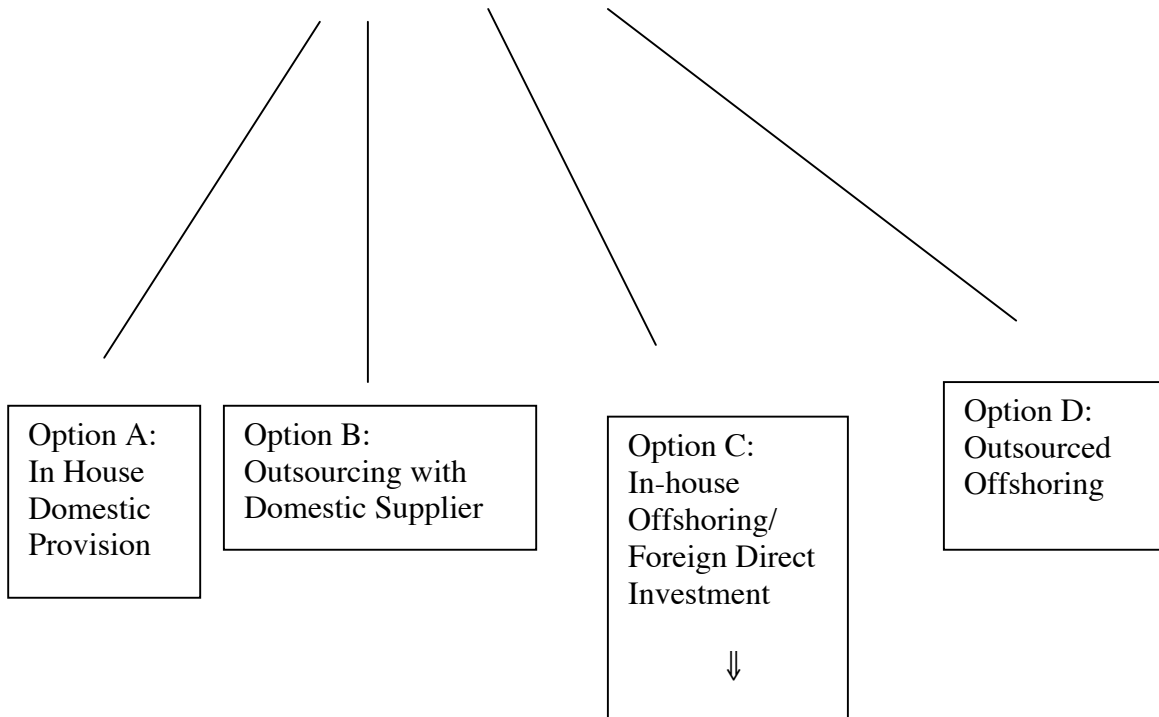 Option A:
In House
Domestic
Provision
Option B:
Outsourcing with
Domestic Supplier
Option C:
In-house
Offshoring/
Foreign Direct
Investment
⇓
Option D:
Outsourced
Offshoring